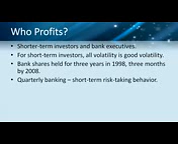 Who Profits?
• Shorter-term investors and bank executives.
• For short-term investors, all volatility is good volatility.
• Bank shares held for three years in 1998, three months
by 2008.
• Quarterly banking – short-term risk-taking behavior.